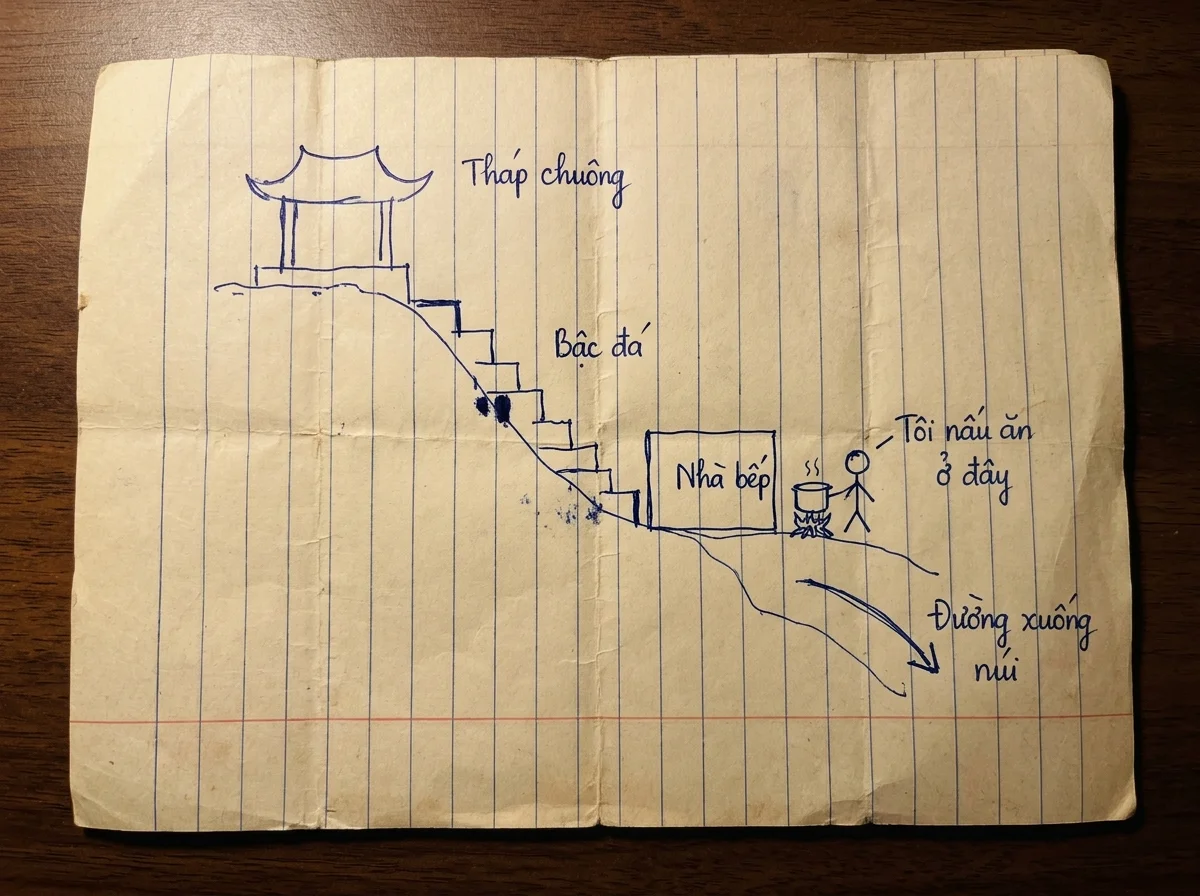 Tháp chuông
Bậc đá
Nhà bếp
Tôi nấu ăn
ở đây
Đường xuống
núi